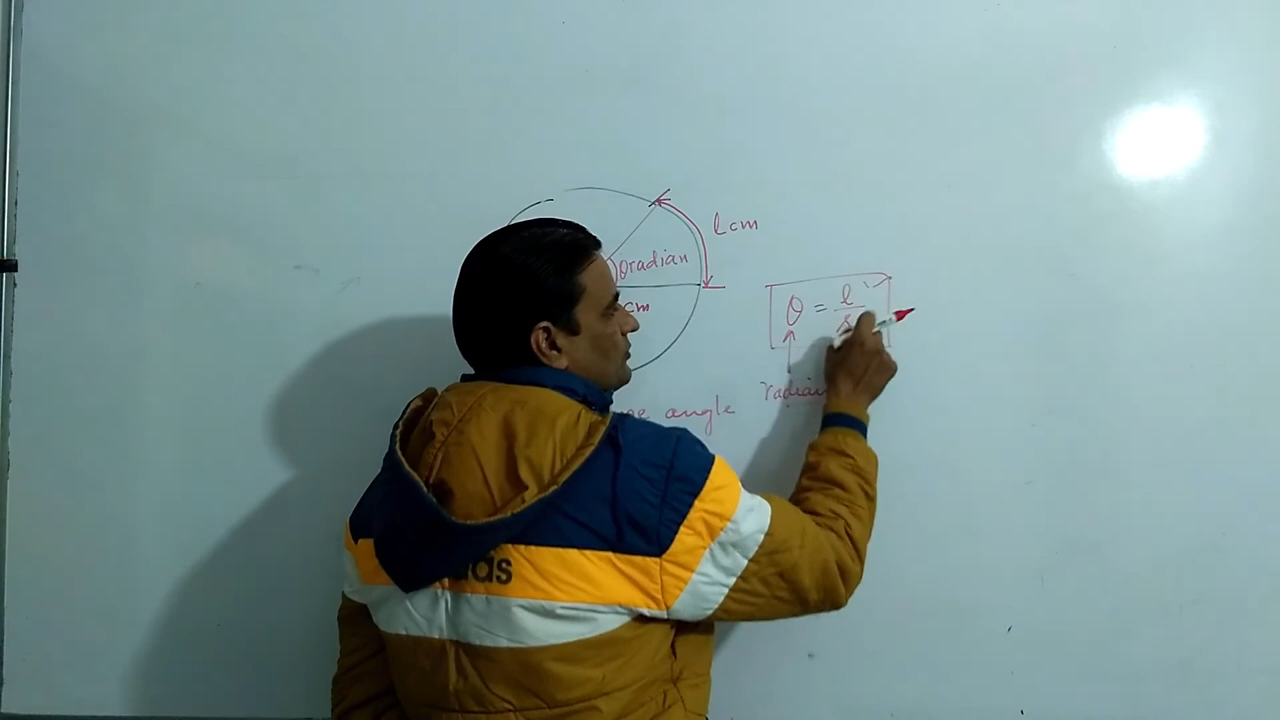 l cm
θ radian
cm
θ = l
angle
radian
das